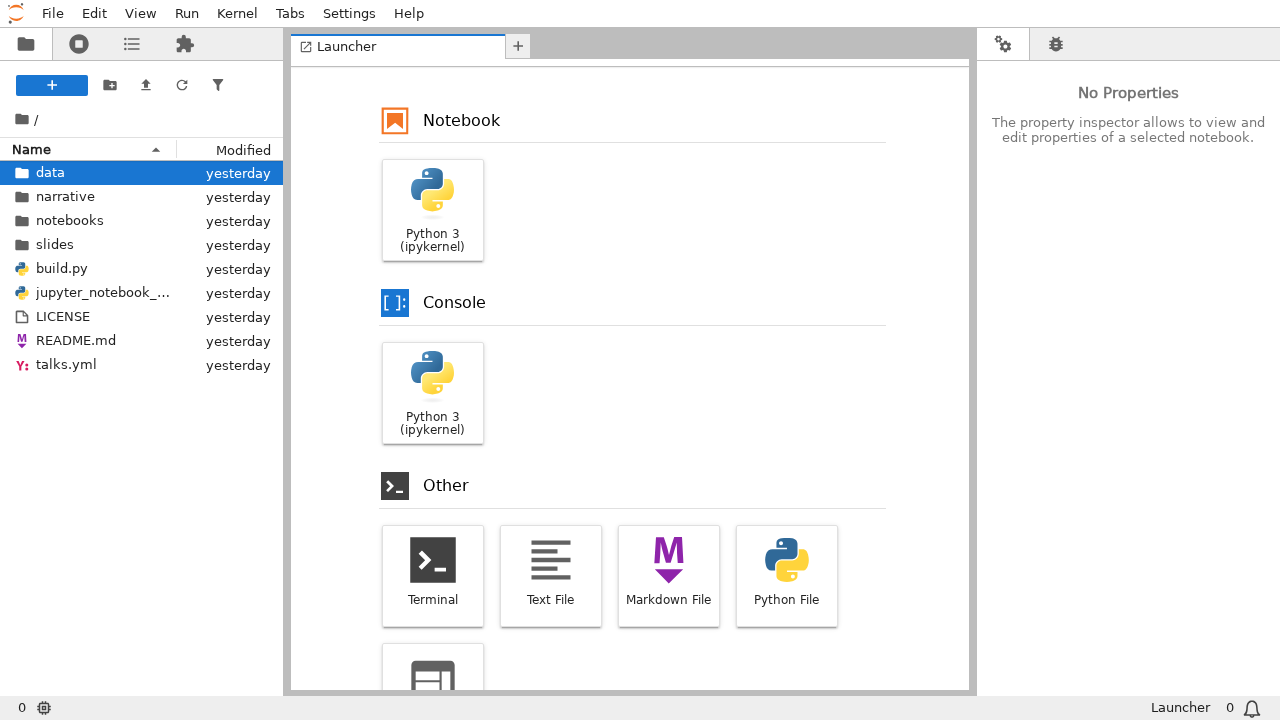 File Edit View Run Kernel Tabs Settings Help
Launcher
/
Name Modified
data yesterday
narrative yesterday
notebooks yesterday
slides yesterday
build.py yesterday
jupyter_notebook_... yesterday
LICENSE yesterday
README.md yesterday
talks.yml yesterday
Notebook
Python 3
(ipykernel)
Console
Python 3
(ipykernel)
Other
Terminal
Text File
Markdown File
Python File
No Properties
The property inspector allows to view and
edit properties of a selected notebook.
0
Launcher 0